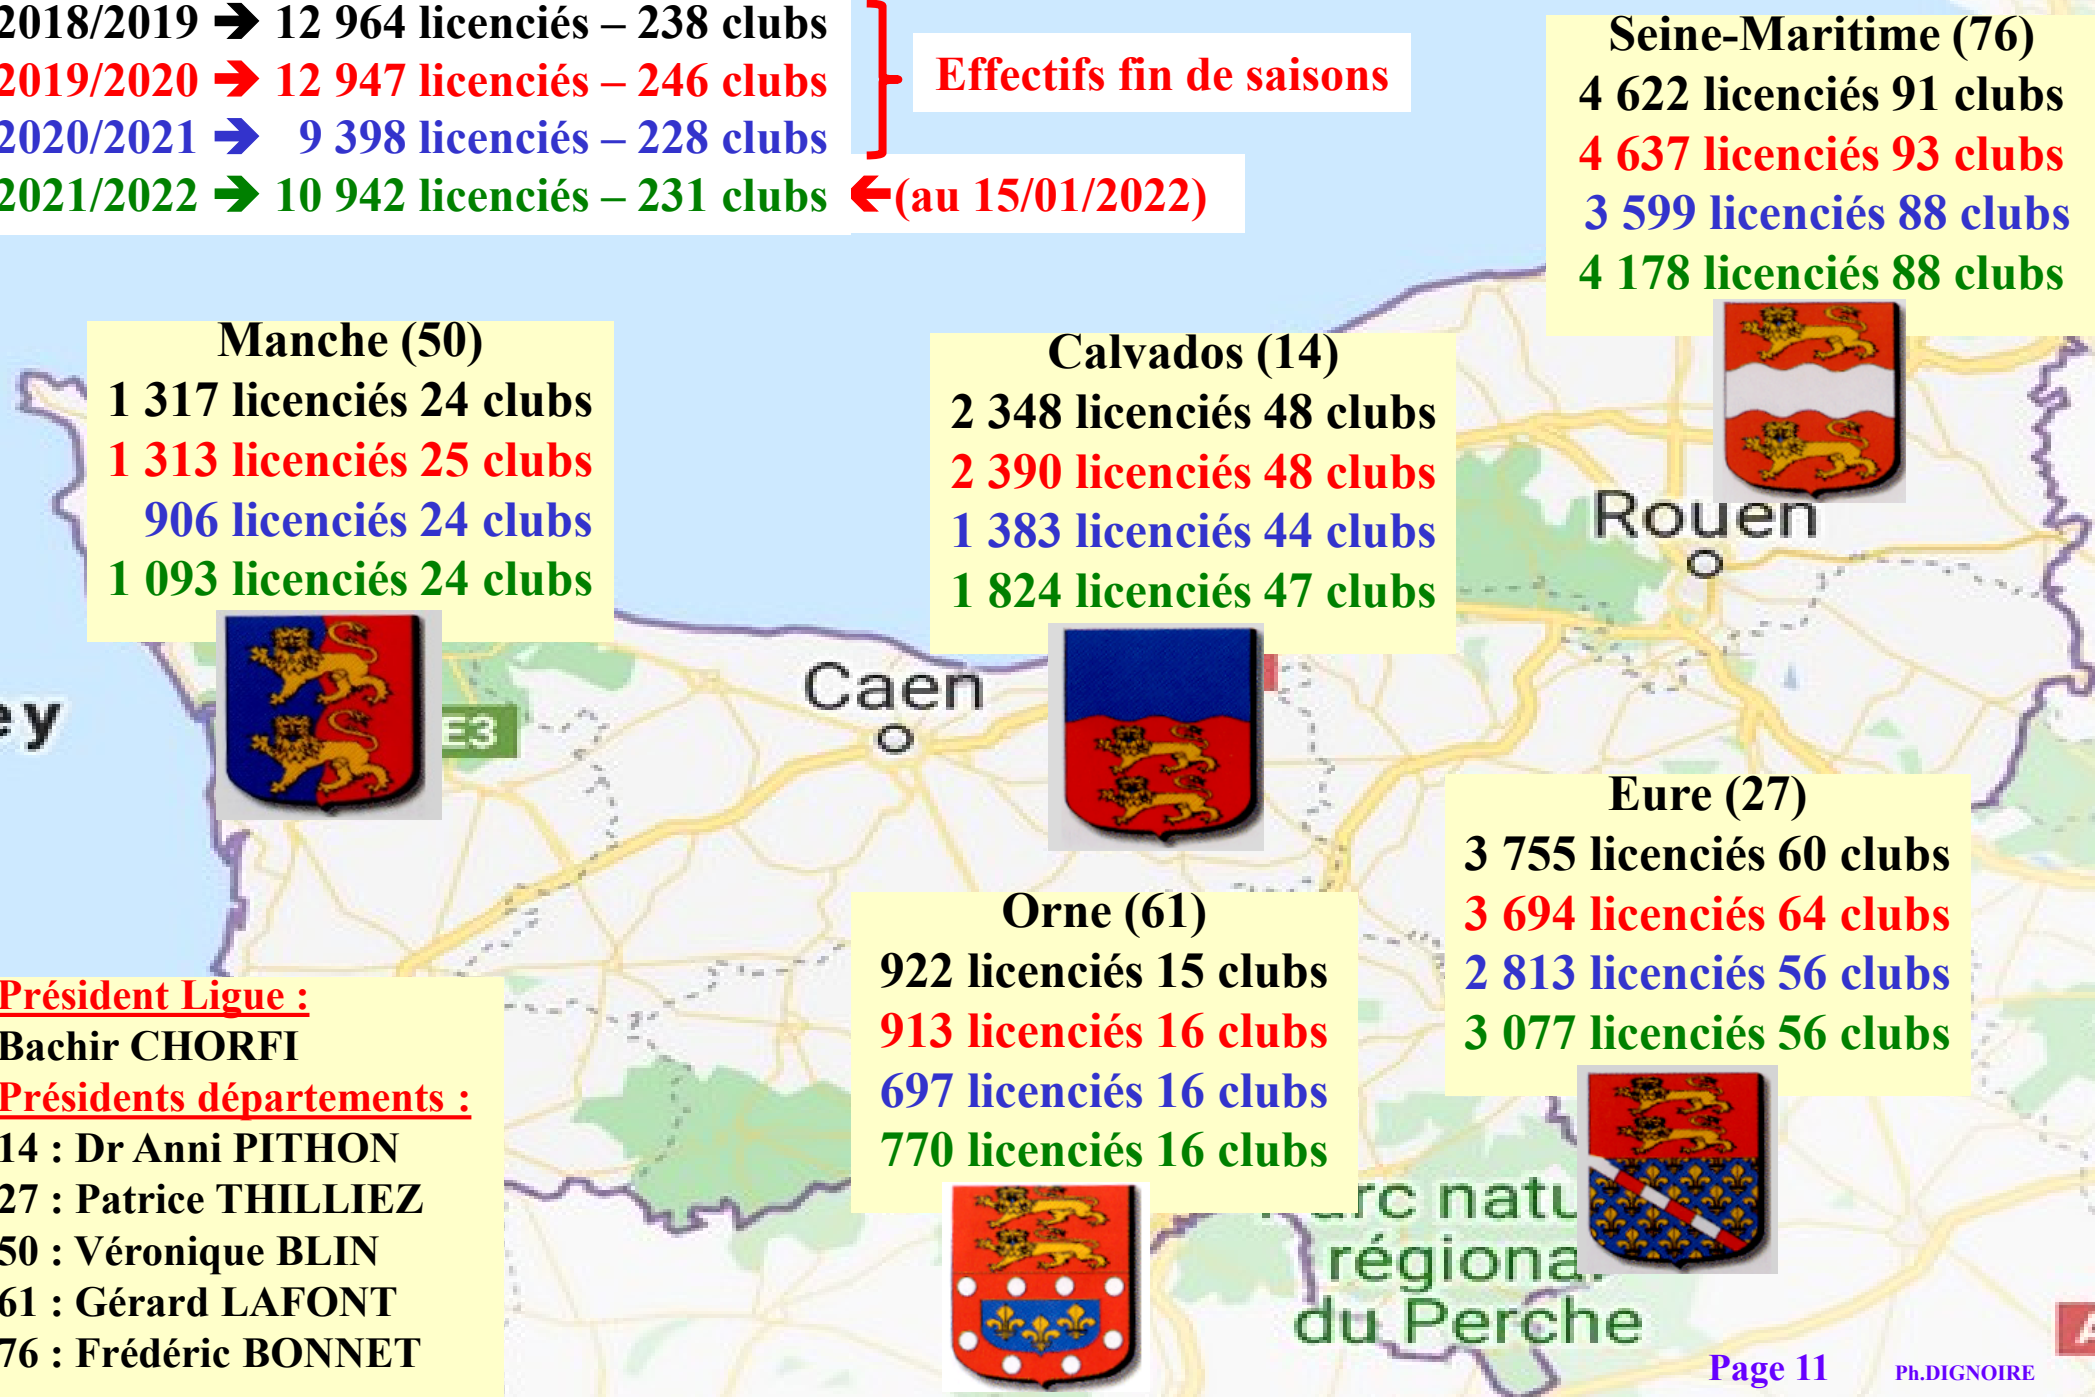 2018/2019 ➔ 12 964 licenciés – 238 clubs
2019/2020 ➔ 12 947 licenciés – 246 clubs
2020/2021 ➔ 9 398 licenciés – 228 clubs
2021/2022 ➔ 10 942 licenciés – 231 clubs
Effectifs fin de saisons
(au 15/01/2022)
Seine-Maritime (76)
4 622 licenciés 91 clubs
4 637 licenciés 93 clubs
3 599 licenciés 88 clubs
4 178 licenciés 88 clubs
Manche (50)
1 317 licenciés 24 clubs
1 313 licenciés 25 clubs
906 licenciés 24 clubs
1 093 licenciés 24 clubs
Calvados (14)
2 348 licenciés 48 clubs
2 390 licenciés 48 clubs
1 383 licenciés 44 clubs
1 824 licenciés 47 clubs
Rouen
Caen
ey
E3
Eure (27)
3 755 licenciés 60 clubs
3 694 licenciés 64 clubs
2 813 licenciés 56 clubs
3 077 licenciés 56 clubs
Orne (61)
922 licenciés 15 clubs
913 licenciés 16 clubs
697 licenciés 16 clubs
770 licenciés 16 clubs
Président Ligue :
Bachir CHORFI
Présidents départements :
14 : Dr Anni PITHON
27 : Patrice THILLIEZ
50 : Véronique BLIN
61 : Gérard LAFONT
76 : Frédéric BONNET
rc natu
régional
du Perche
A
Page 11
Ph.DIGNOIRE